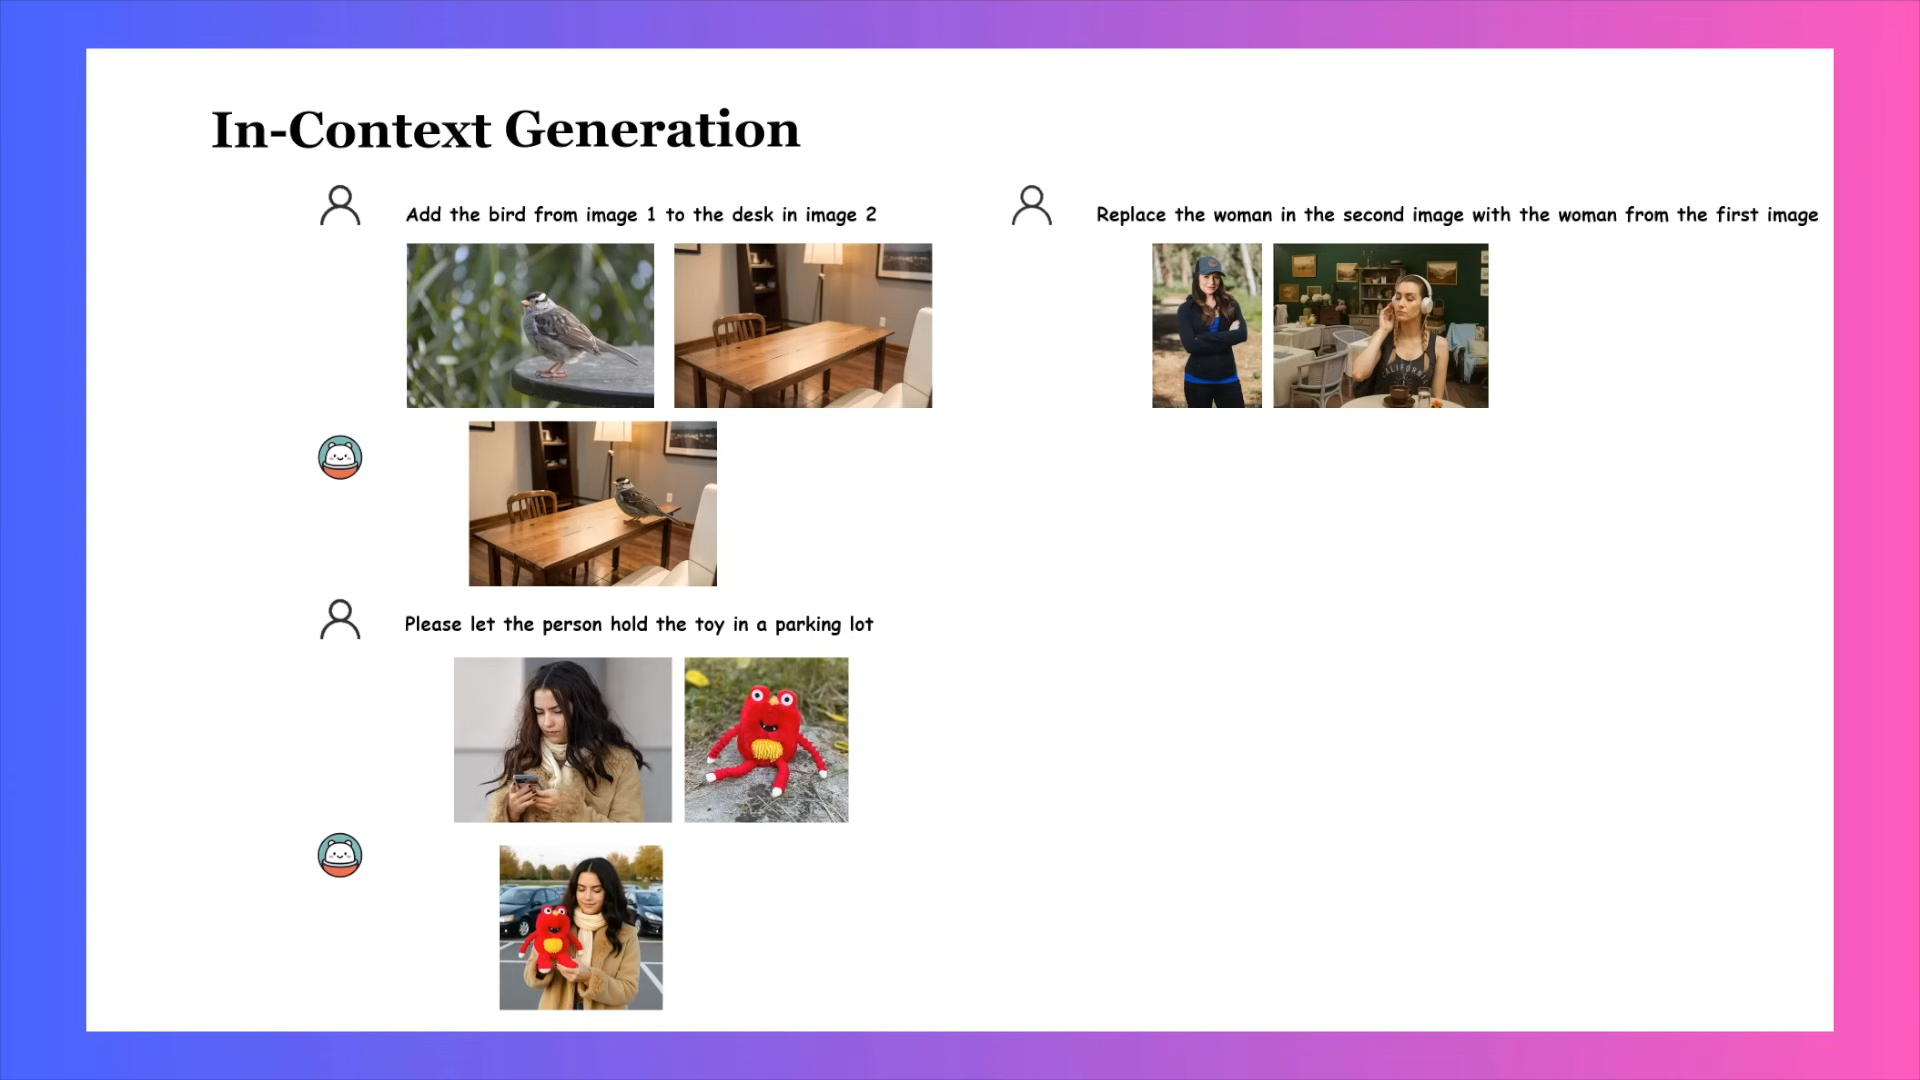 In-Context Generation
Add the bird from image 1 to the desk in image 2
Please let the person hold the toy in a parking lot
Replace the woman in the second image with the woman from the first image
CALIFORNIA